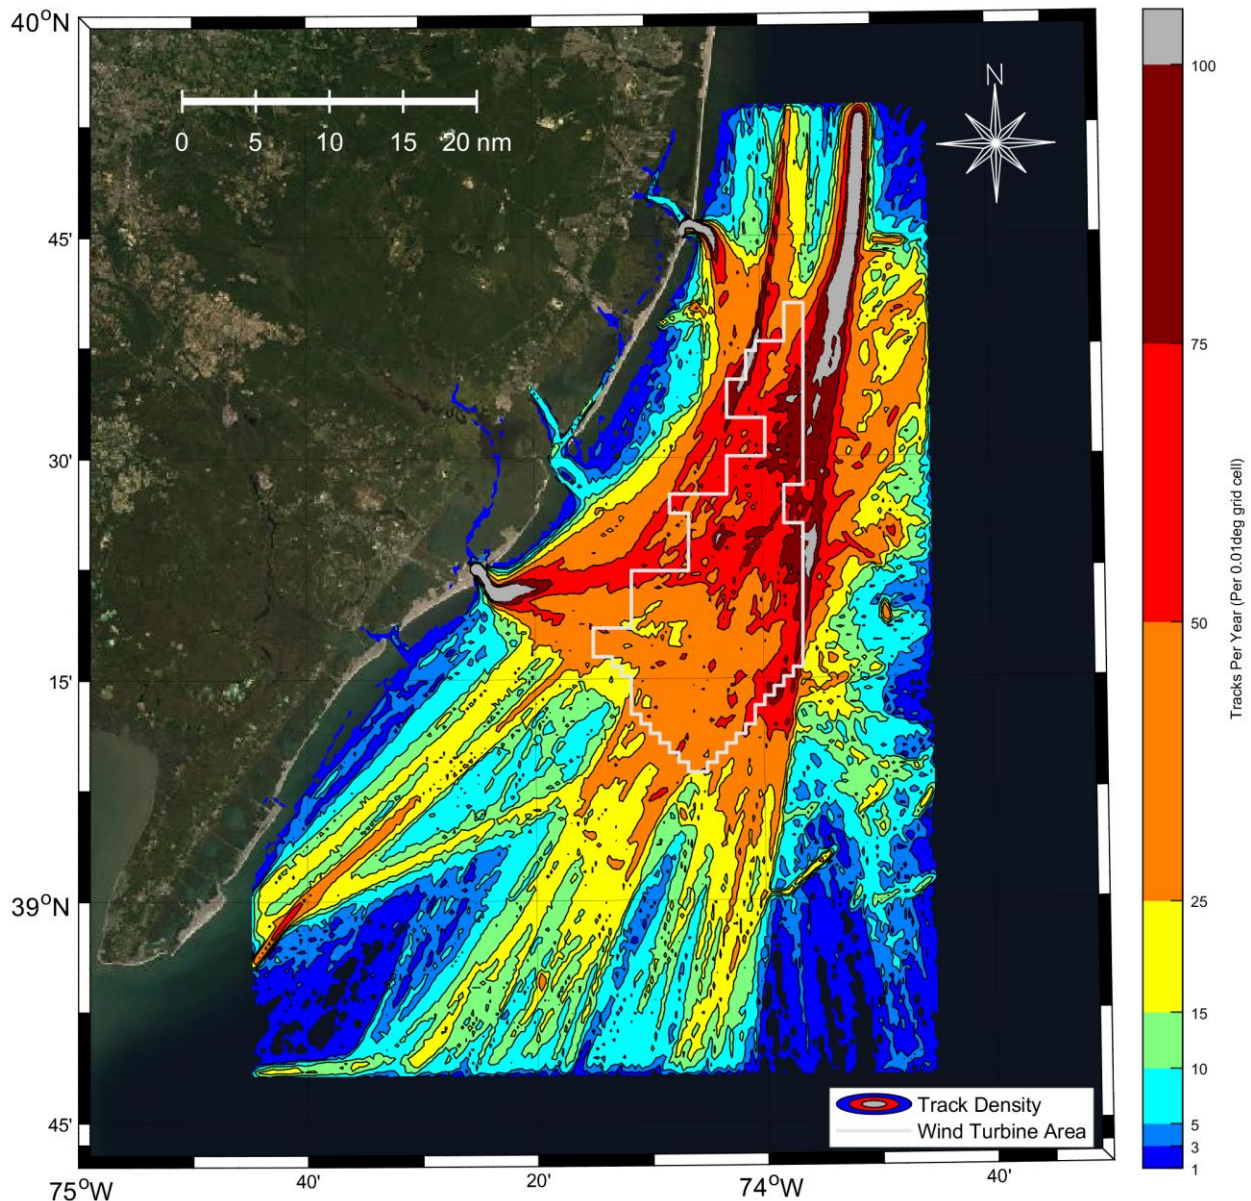 40°N
N
0 5 10 15 20 nm
45'
30'
15'
39°N
45'
75°W 40' 20' 74°W 40'
Track Density
Wind Turbine Area
100
75
50
25
15
10
5
3
1
Tracks Per Year (Per 0.01deg grid cell)